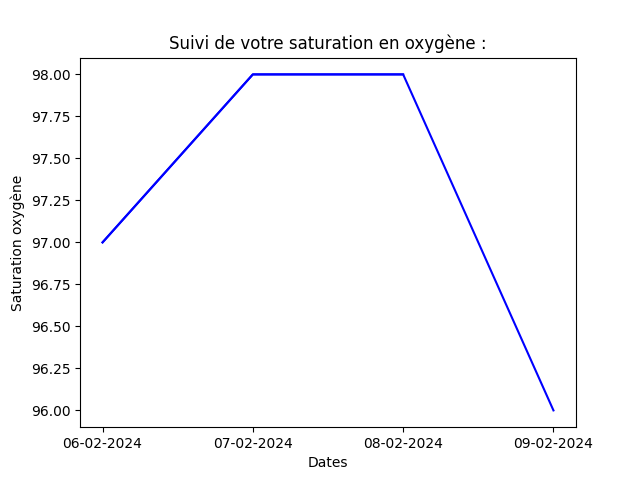 Suivi de votre saturation en oxygène :
98.00
97.75
97.50
97.25
97.00
96.75
96.50
96.25
96.00
Saturation oxygène
06-02-2024 07-02-2024 08-02-2024 09-02-2024
Dates